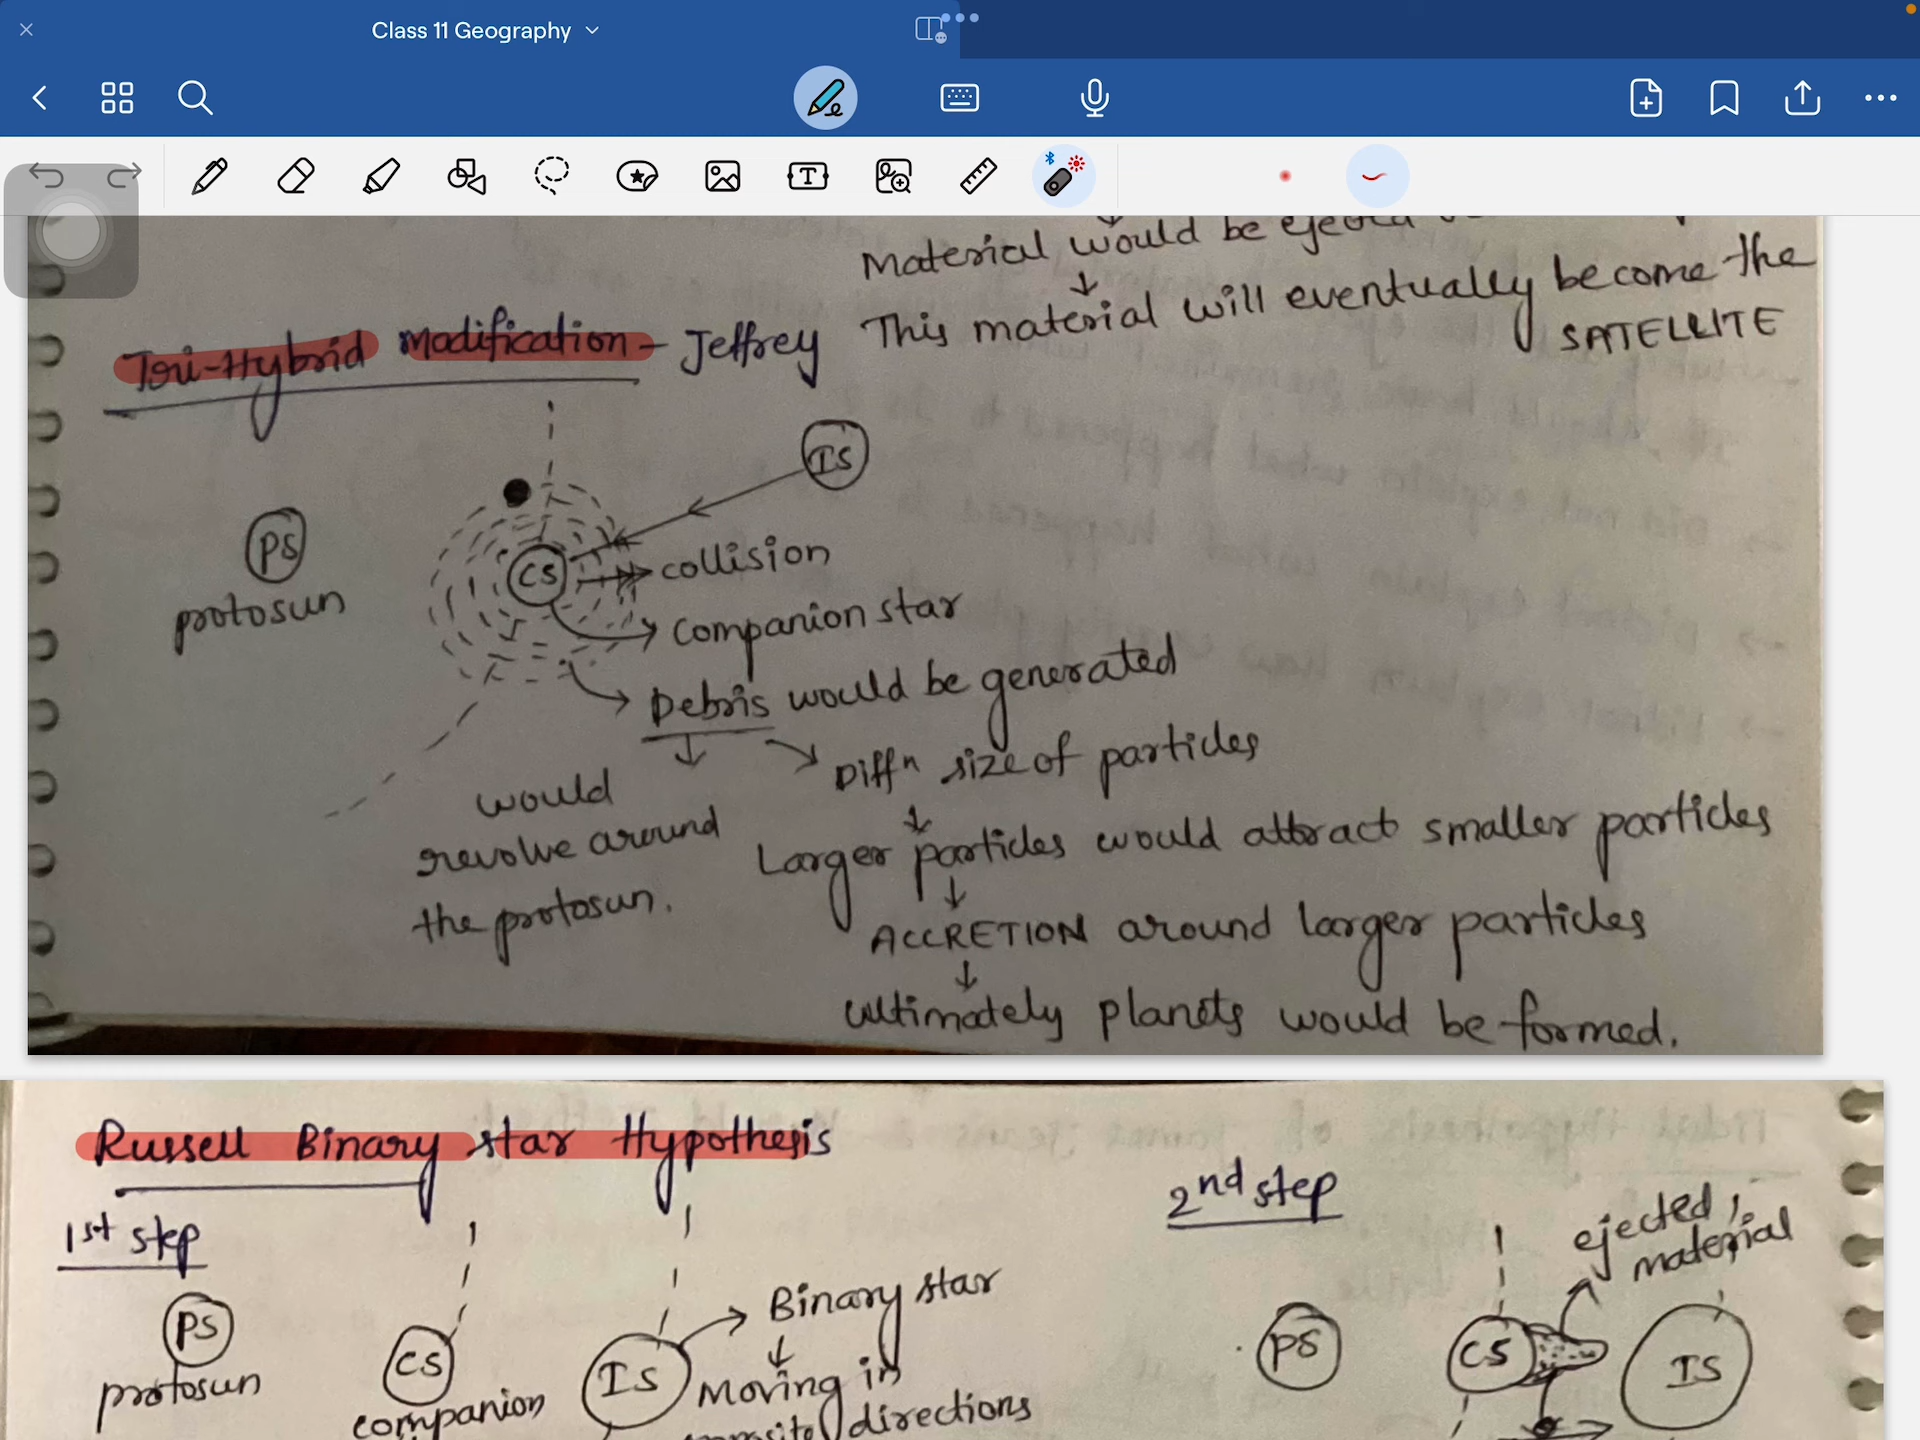 Class 11 Geography
Material would be ejected
↓
This material will eventually become the
SATELLITE
Tri-Hybrid Modification - Jeffrey
IS
PS
protosun
CS
collision
Companion star
Debris would be generated
would
revolve around
the protosun.
Diffn size of particles
↓
Larger particles would attract smaller particles
↓
ACCRETION around larger particles
↓
ultimately planets would be formed.
Russell Binary star Hypothesis
1st step
PS
protosun
CS
companion
IS
Binary star
↓
Moving in
directions
2nd step
PS
CS
ejected
material
IS